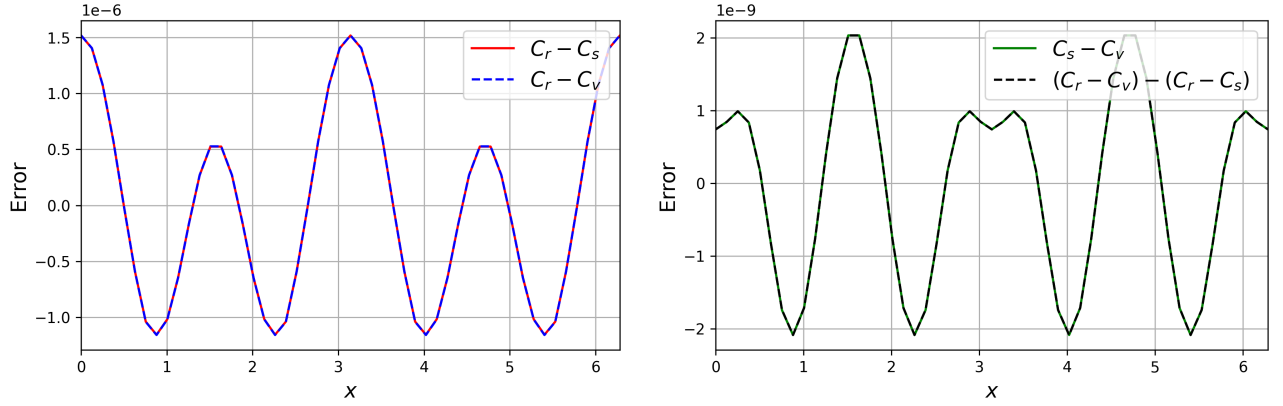 1e−6
1.5
1.0
0.5
0.0
−0.5
−1.0
Error
C_r − C_s
C_r − C_v
0 1 2 3 4 5 6
x
1e−9
2
1
0
−1
−2
Error
C_s − C_v
(C_r − C_v) − (C_r − C_s)
0 1 2 3 4 5 6
x